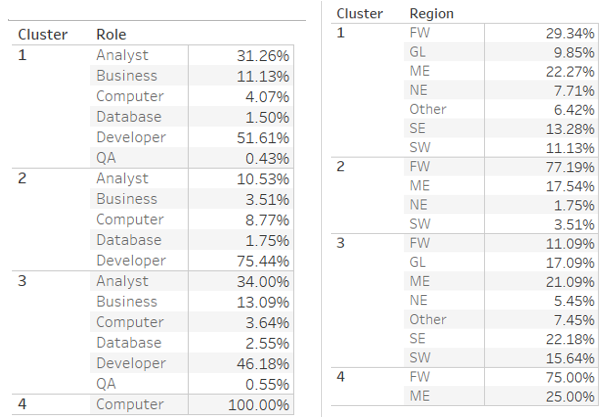 Cluster Role
1 Analyst 31.26%
Business 11.13%
Computer 4.07%
Database 1.50%
Developer 51.61%
QA 0.43%
2 Analyst 10.53%
Business 3.51%
Computer 8.77%
Database 1.75%
Developer 75.44%
3 Analyst 34.00%
Business 13.09%
Computer 3.64%
Database 2.55%
Developer 46.18%
QA 0.55%
4 Computer 100.00%
Cluster Region
1 FW 29.34%
GL 9.85%
ME 22.27%
NE 7.71%
Other 6.42%
SE 13.28%
SW 11.13%
2 FW 77.19%
ME 17.54%
NE 1.75%
SW 3.51%
3 FW 11.09%
GL 17.09%
ME 21.09%
NE 5.45%
Other 7.45%
SE 22.18%
SW 15.64%
4 FW 75.00%
ME 25.00%